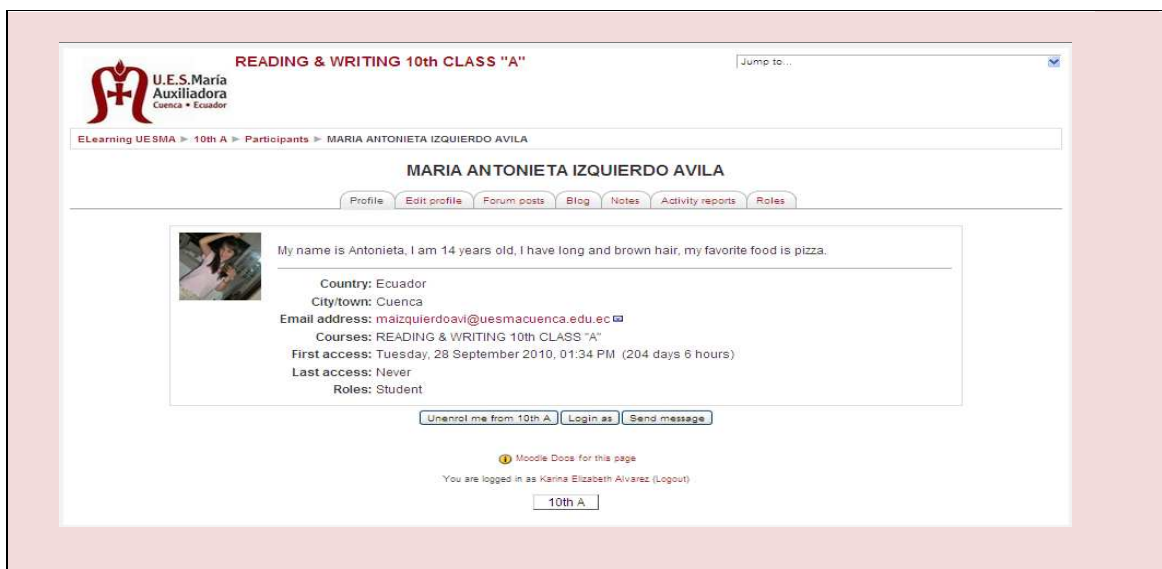 READING & WRITING 10th CLASS "A"
Jump to...
U.E.S.María
Auxiliadora
Cuenca • Ecuador
ELearning UESMA ► 10th A ► Participants ► MARIA ANTONIETA IZQUIERDO AVILA
MARIA ANTONIETA IZQUIERDO AVILA
Profile Edit profile Forum posts Blog Notes Activity reports Roles
My name is Antonieta, I am 14 years old, I have long and brown hair, my favorite food is pizza.
Country: Ecuador
City/town: Cuenca
Email address: maizquierdoavi@uesmacuenca.edu.ec
Courses: READING & WRITING 10th CLASS "A"
First access: Tuesday, 28 September 2010, 01:34 PM (204 days 6 hours)
Last access: Never
Roles: Student
Unenrol me from 10th A Login as Send message
Moodle Docs for this page
You are logged in as Karina Elizabeth Alvarez (Logout)
10th A